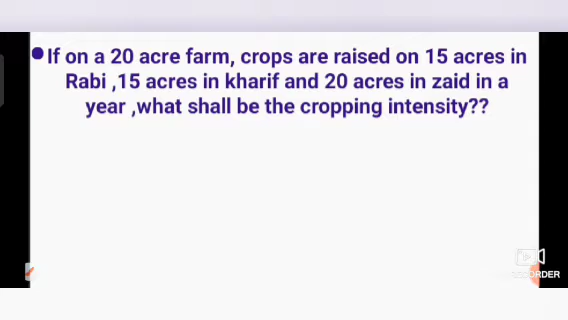 If on a 20 acre farm, crops are raised on 15 acres in
Rabi ,15 acres in kharif and 20 acres in zaid in a
year ,what shall be the cropping intensity??